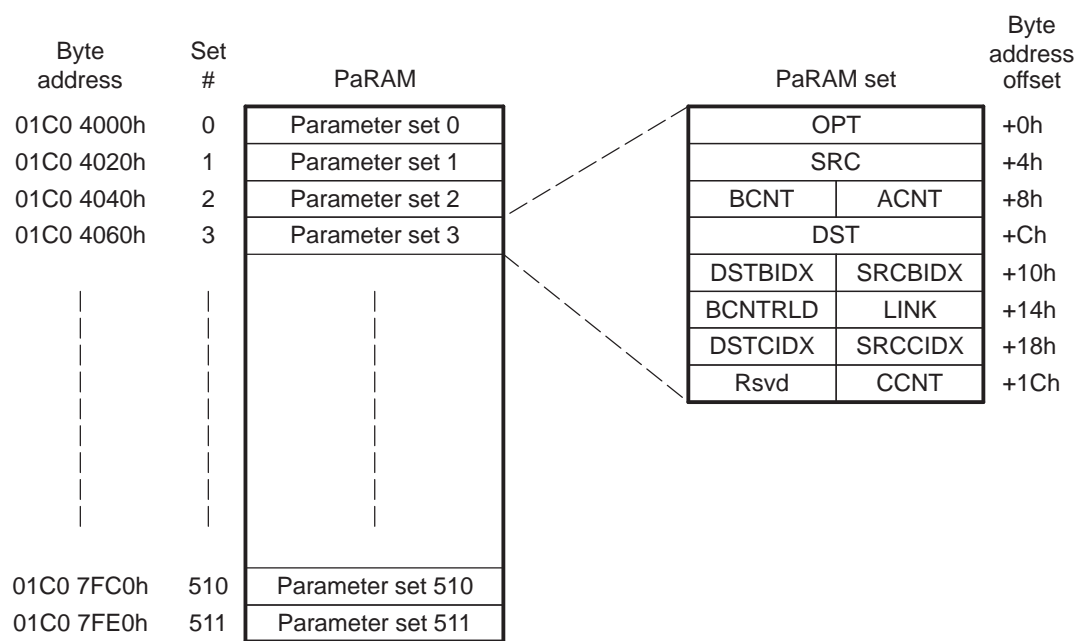 Byte address
Set #
PaRAM
PaRAM set
Byte address offset
01C0 4000h 0 Parameter set 0
01C0 4020h 1 Parameter set 1
01C0 4040h 2 Parameter set 2
01C0 4060h 3 Parameter set 3
01C0 7FC0h 510 Parameter set 510
01C0 7FE0h 511 Parameter set 511
OPT +0h
SRC +4h
BCNT ACNT +8h
DST +Ch
DSTBIDX SRCBIDX +10h
BCNTRLD LINK +14h
DSTCIDX SRCCIDX +18h
Rsvd CCNT +1Ch